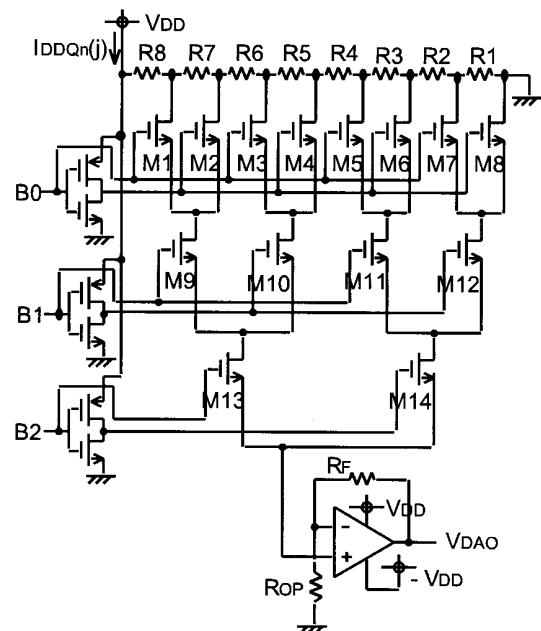 VDD
IDDQn(j)
R8 R7 R6 R5 R4 R3 R2 R1
M1 M2 M3 M4 M5 M6 M7 M8
B0
M9 M10 M11 M12
B1
M13 M14
B2
RF
VDD
- +
VDAO
ROP
- VDD